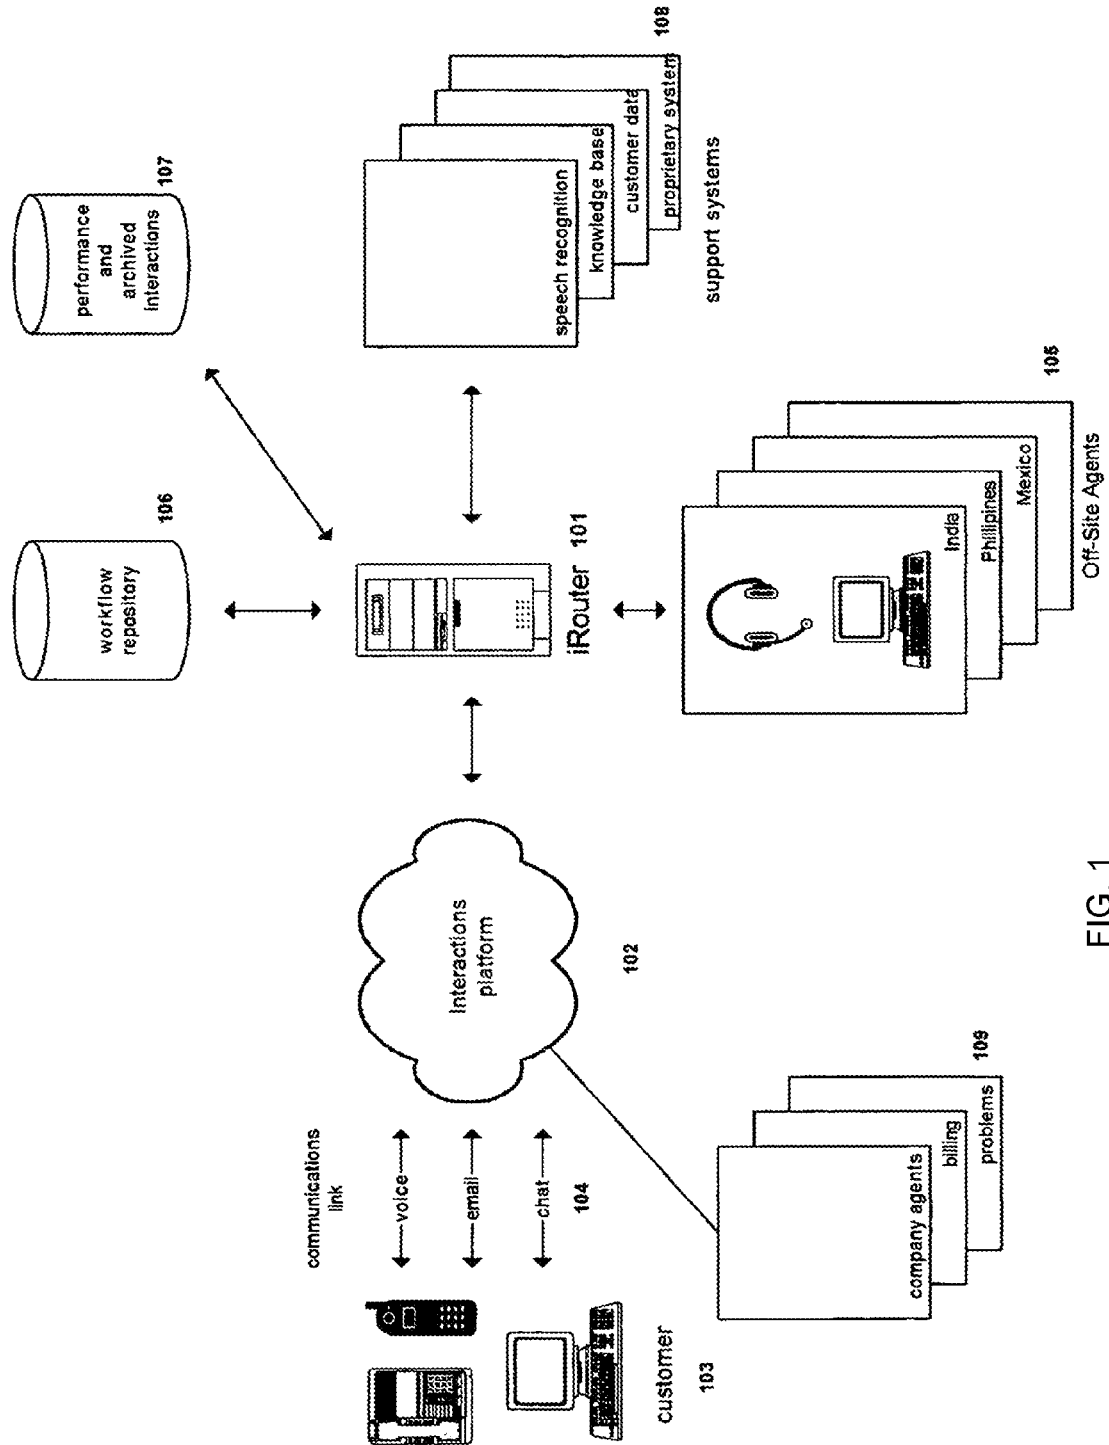 communications
link
voice
email
chat
104
customer
103
Interactions
platform
102
company agents
billing
problems
109
workflow
repository
106
performance
and
archived
interactions
107
iRouter 101
speech recognition
knowledge base
customer data
proprietary system
108
support systems
India
Phillipines
Mexico
105
Off-Site Agents
FIG. 1